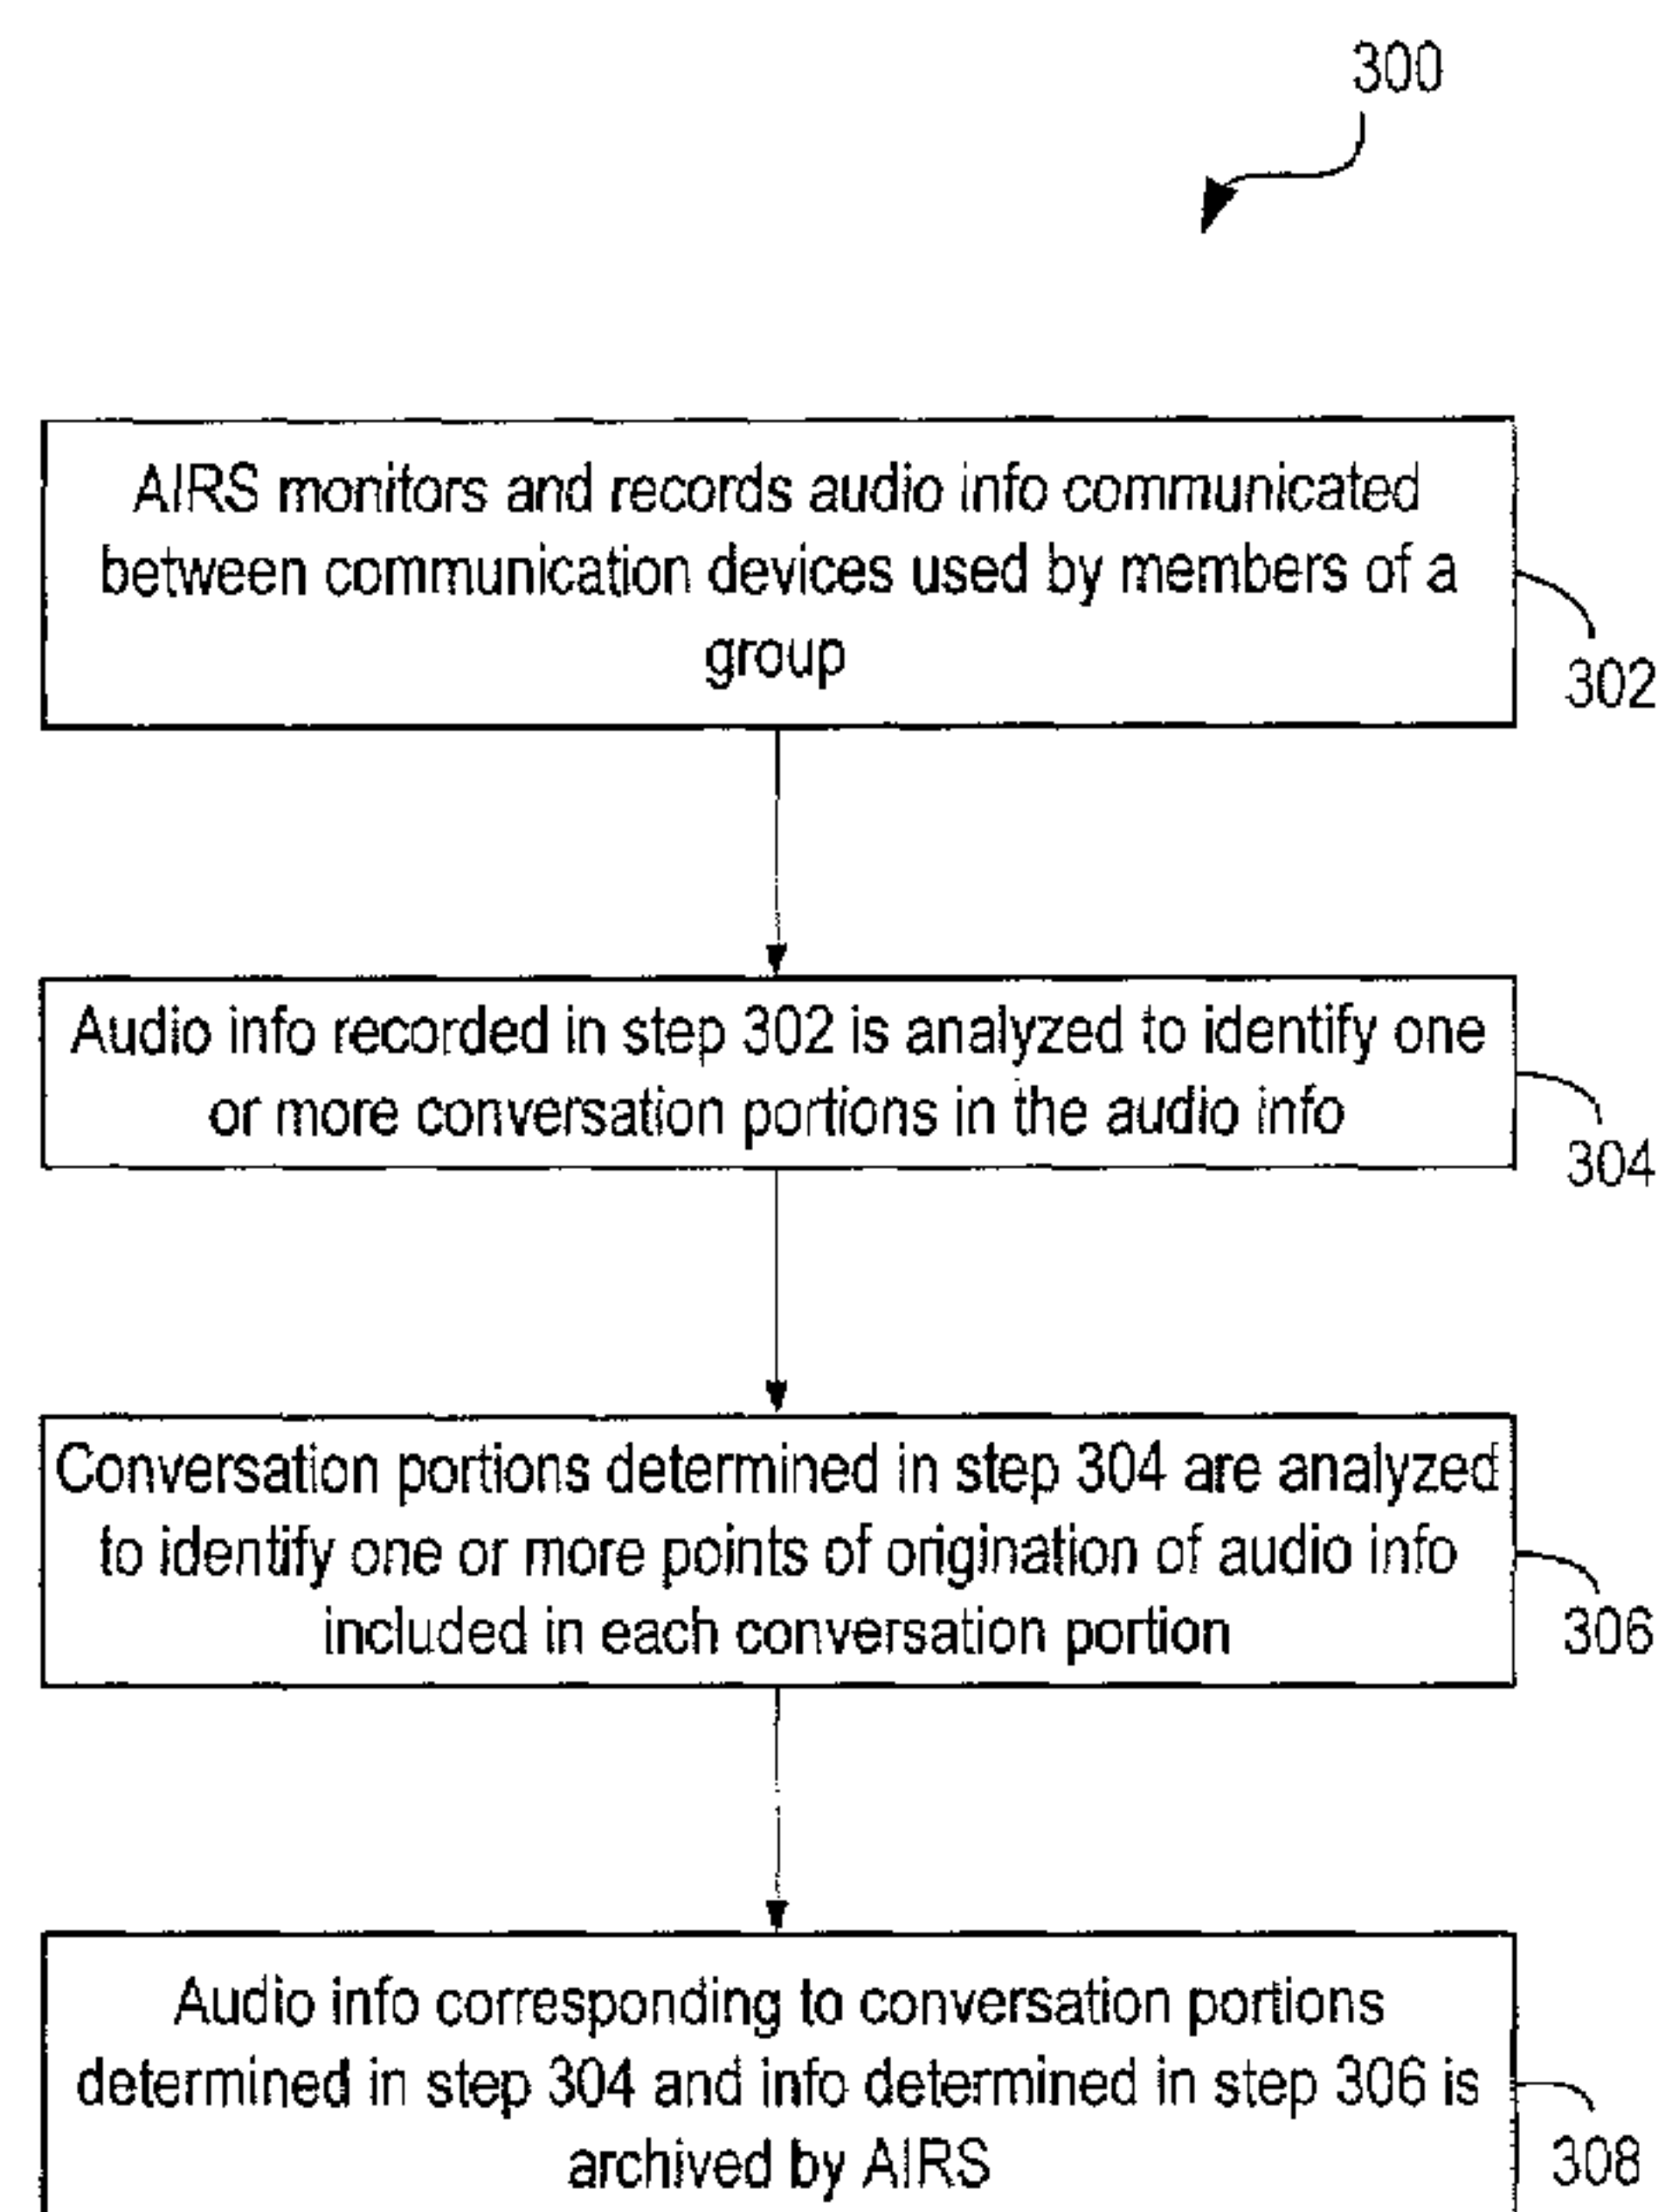 300
AIRS monitors and records audio info communicated
between communication devices used by members of a
group
302
Audio info recorded in step 302 is analyzed to identify one
or more conversation portions in the audio info
304
Conversation portions determined in step 304 are analyzed
to identify one or more points of origination of audio info
included in each conversation portion
306
Audio info corresponding to conversation portions
determined in step 304 and info determined in step 306 is
archived by AIRS
308